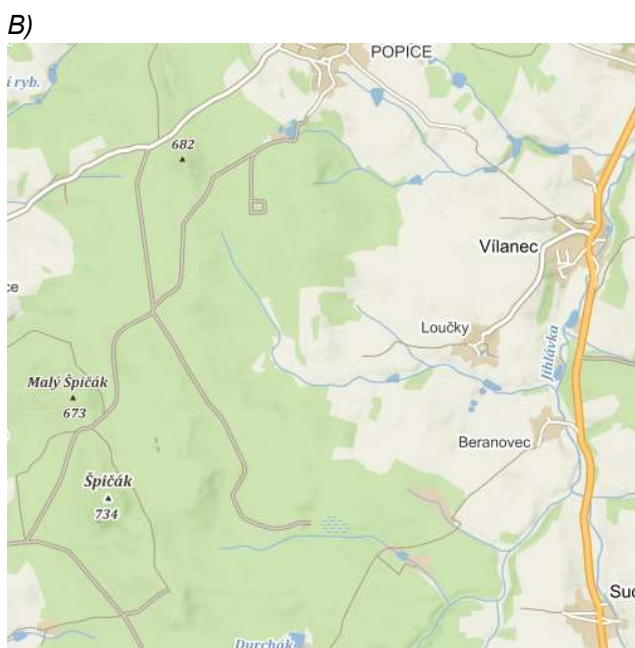 B)
POPICE
í ryb.
682
Vílanec
ce
Loučky
Jihlávka
Malý Špičák
673
Beranovec
Špičák
734
Suc
Durchák